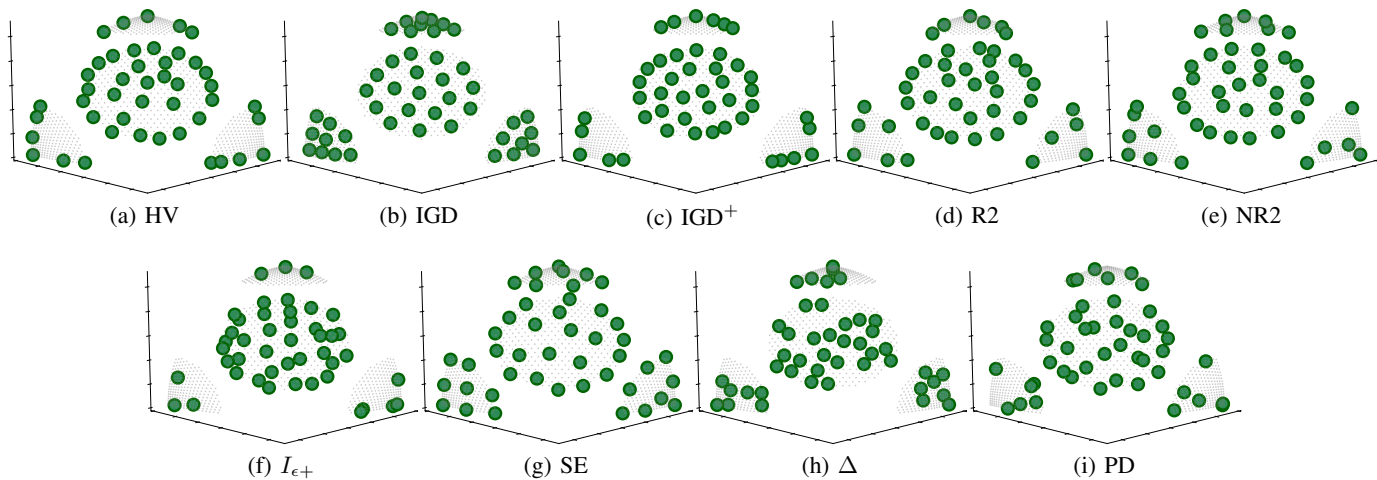 (a) HV
(b) IGD
(c) IGD⁺
(d) R2
(e) NR2
(f) I_{ϵ+}
(g) SE
(h) Δ
(i) PD